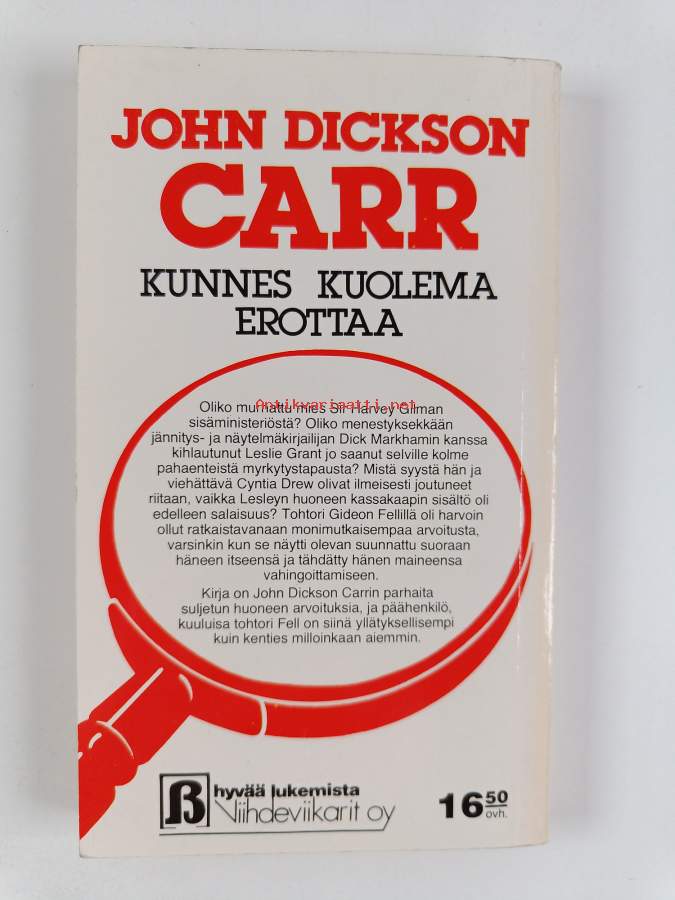 JOHN DICKSON
CARR
KUNNES KUOLEMA
EROTTAA
Antikvariaatti.net
Oliko murhattu mies Sir Harvey Gilman
sisäministeriöstä? Oliko menestyksekkään
jännitys- ja näytelmäkirjailijan Dick Markhamin kanssa
kihlautunut Leslie Grant jo saanut selville kolme
pahaenteistä myrkytystapausta? Mistä syystä hän ja
viehättävä Cyntia Drew olivat ilmeisesti joutuneet
riitaan, vaikka Lesleyn huoneen kassakaapin sisältö oli
edelleen salaisuus? Tohtori Gideon Fellillä oli harvoin
ollut ratkaistavanaan monimutkaisempaa arvoitusta,
varsinkin kun se näytti olevan suunnattu suoraan
häneen itseensä ja tähdätty hänen maineensa
vahingoittamiseen.
Kirja on John Dickson Carrin parhaita
suljetun huoneen arvoituksia, ja päähenkilö,
kuuluisa tohtori Fell on siinä yllätyksellisempi
kuin kenties milloinkaan aiemmin.
ß hyvää lukemista
Viihdeviikarit oy
16 50
ovh.